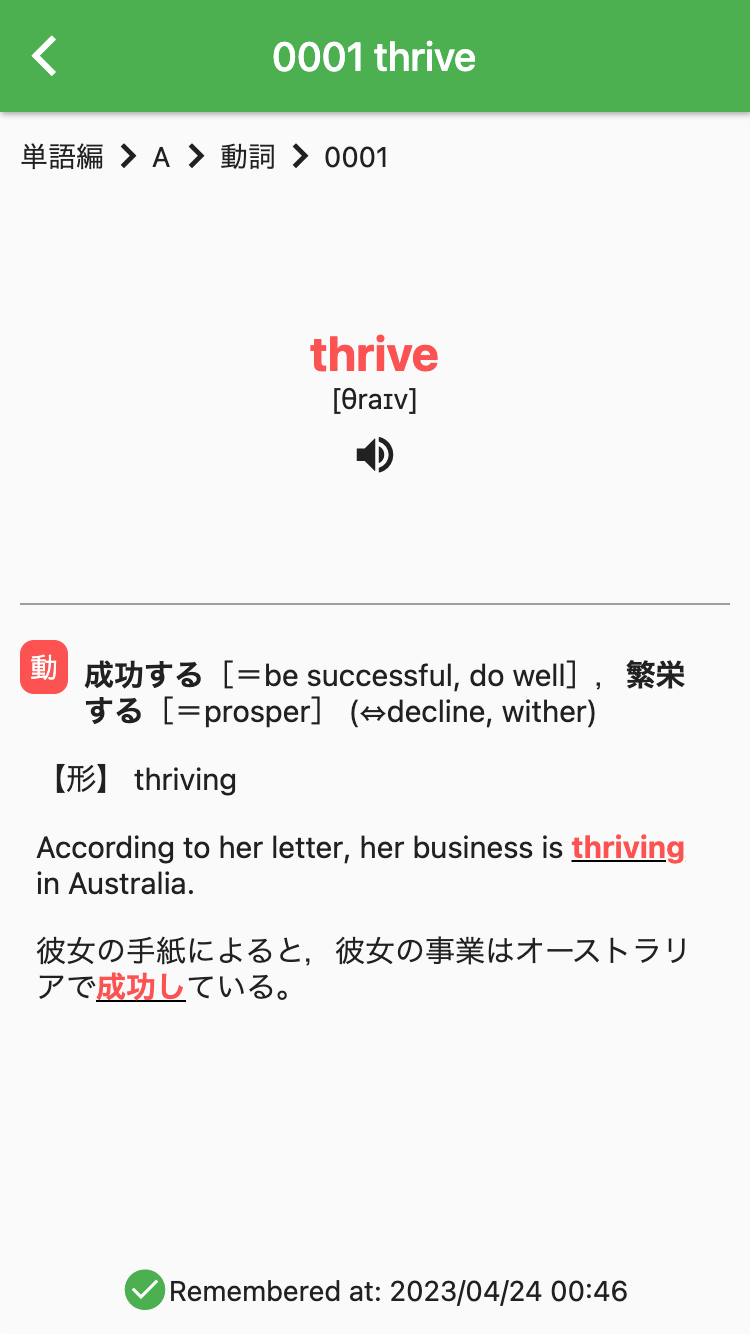 0001 thrive
単語編 > A > 動詞 > 0001
thrive
[θraɪv]
動 成功する［＝be successful, do well］, 繁栄
する［＝prosper］ (⇔decline, wither)
【形】 thriving
According to her letter, her business is thriving
in Australia.
彼女の手紙によると，彼女の事業はオーストラリ
アで成功している。
Remembered at: 2023/04/24 00:46